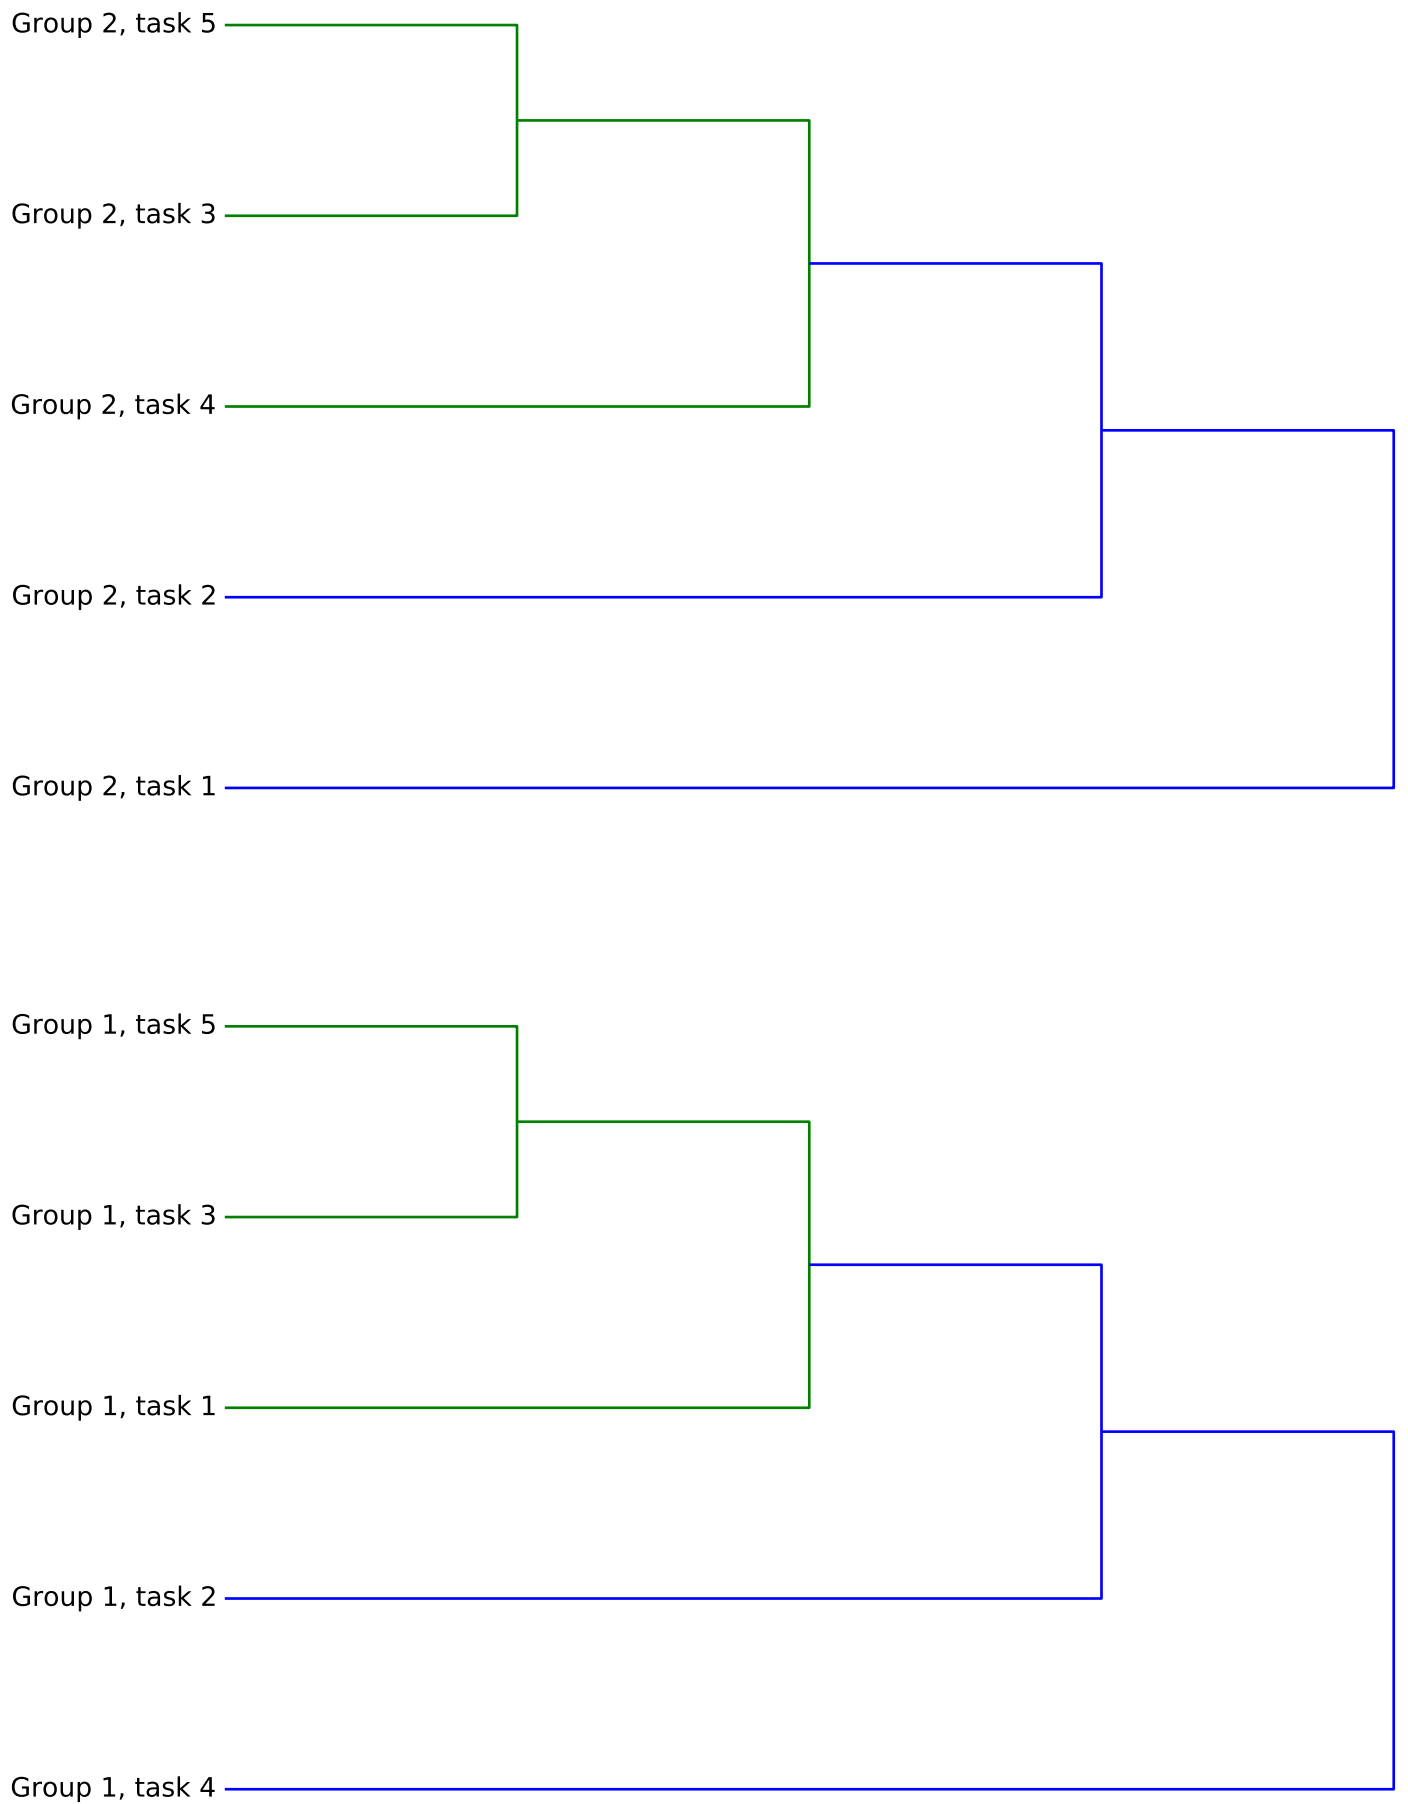 Group 2, task 5
Group 2, task 3
Group 2, task 4
Group 2, task 2
Group 2, task 1
Group 1, task 5
Group 1, task 3
Group 1, task 1
Group 1, task 2
Group 1, task 4